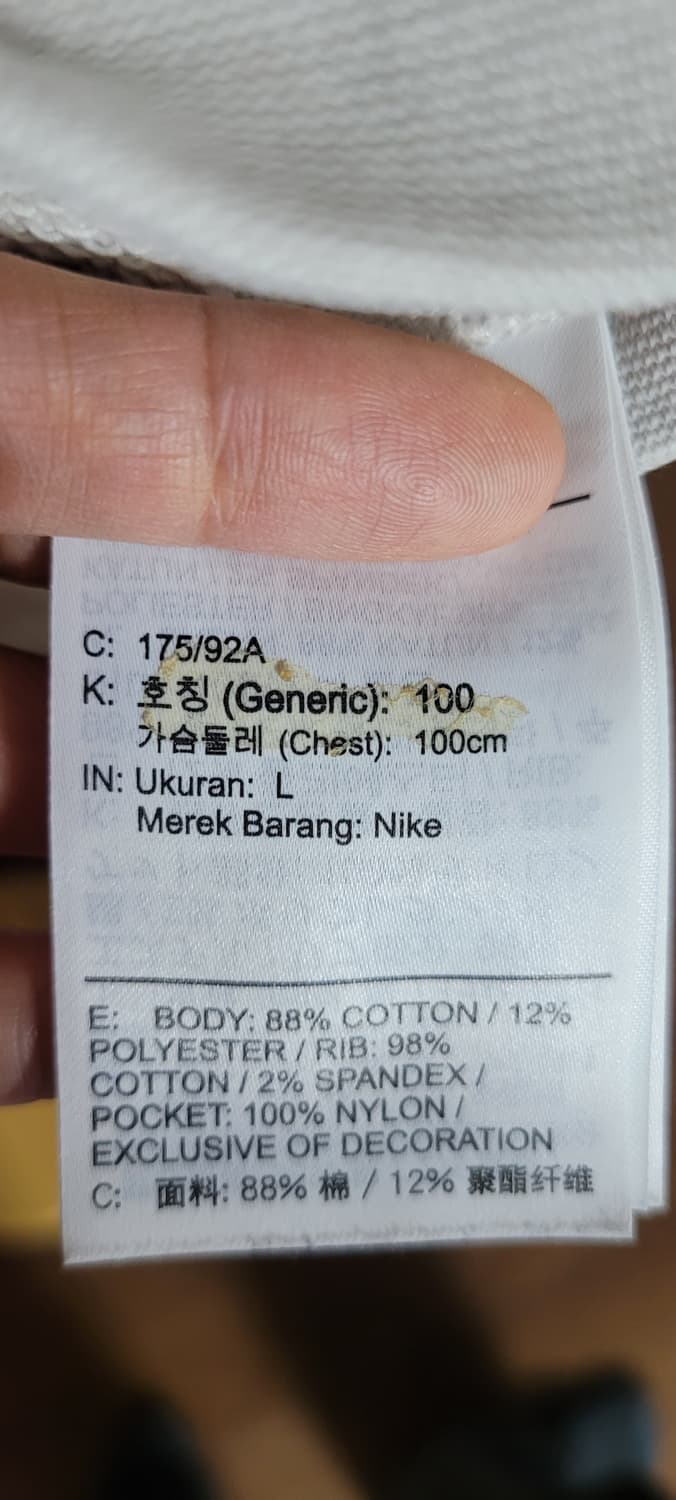 C: 175/92A
K: 호칭 (Generic): 100
가슴둘레 (Chest): 100cm
IN: Ukuran: L
Merek Barang: Nike
E: BODY: 88% COTTON / 12%
POLYESTER / RIB: 98%
COTTON / 2% SPANDEX /
POCKET: 100% NYLON /
EXCLUSIVE OF DECORATION
C: 面料: 88% 棉 / 12% 聚酯纤维